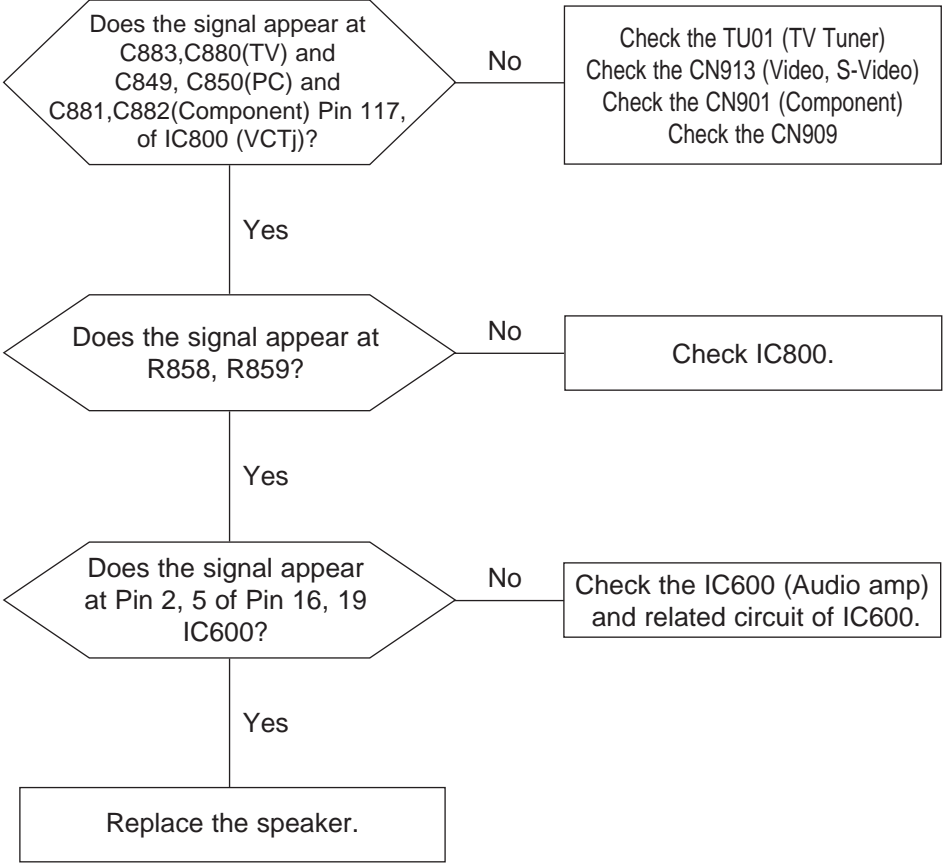 Does the signal appear at
C883,C880(TV) and
C849, C850(PC) and
C881,C882(Component) Pin 117,
of IC800 (VCTj)?
No
Check the TU01 (TV Tuner)
Check the CN913 (Video, S-Video)
Check the CN901 (Component)
Check the CN909
Yes
Does the signal appear at
R858, R859?
No
Check IC800.
Yes
Does the signal appear
at Pin 2, 5 of Pin 16, 19
IC600?
No
Check the IC600 (Audio amp)
and related circuit of IC600.
Yes
Replace the speaker.